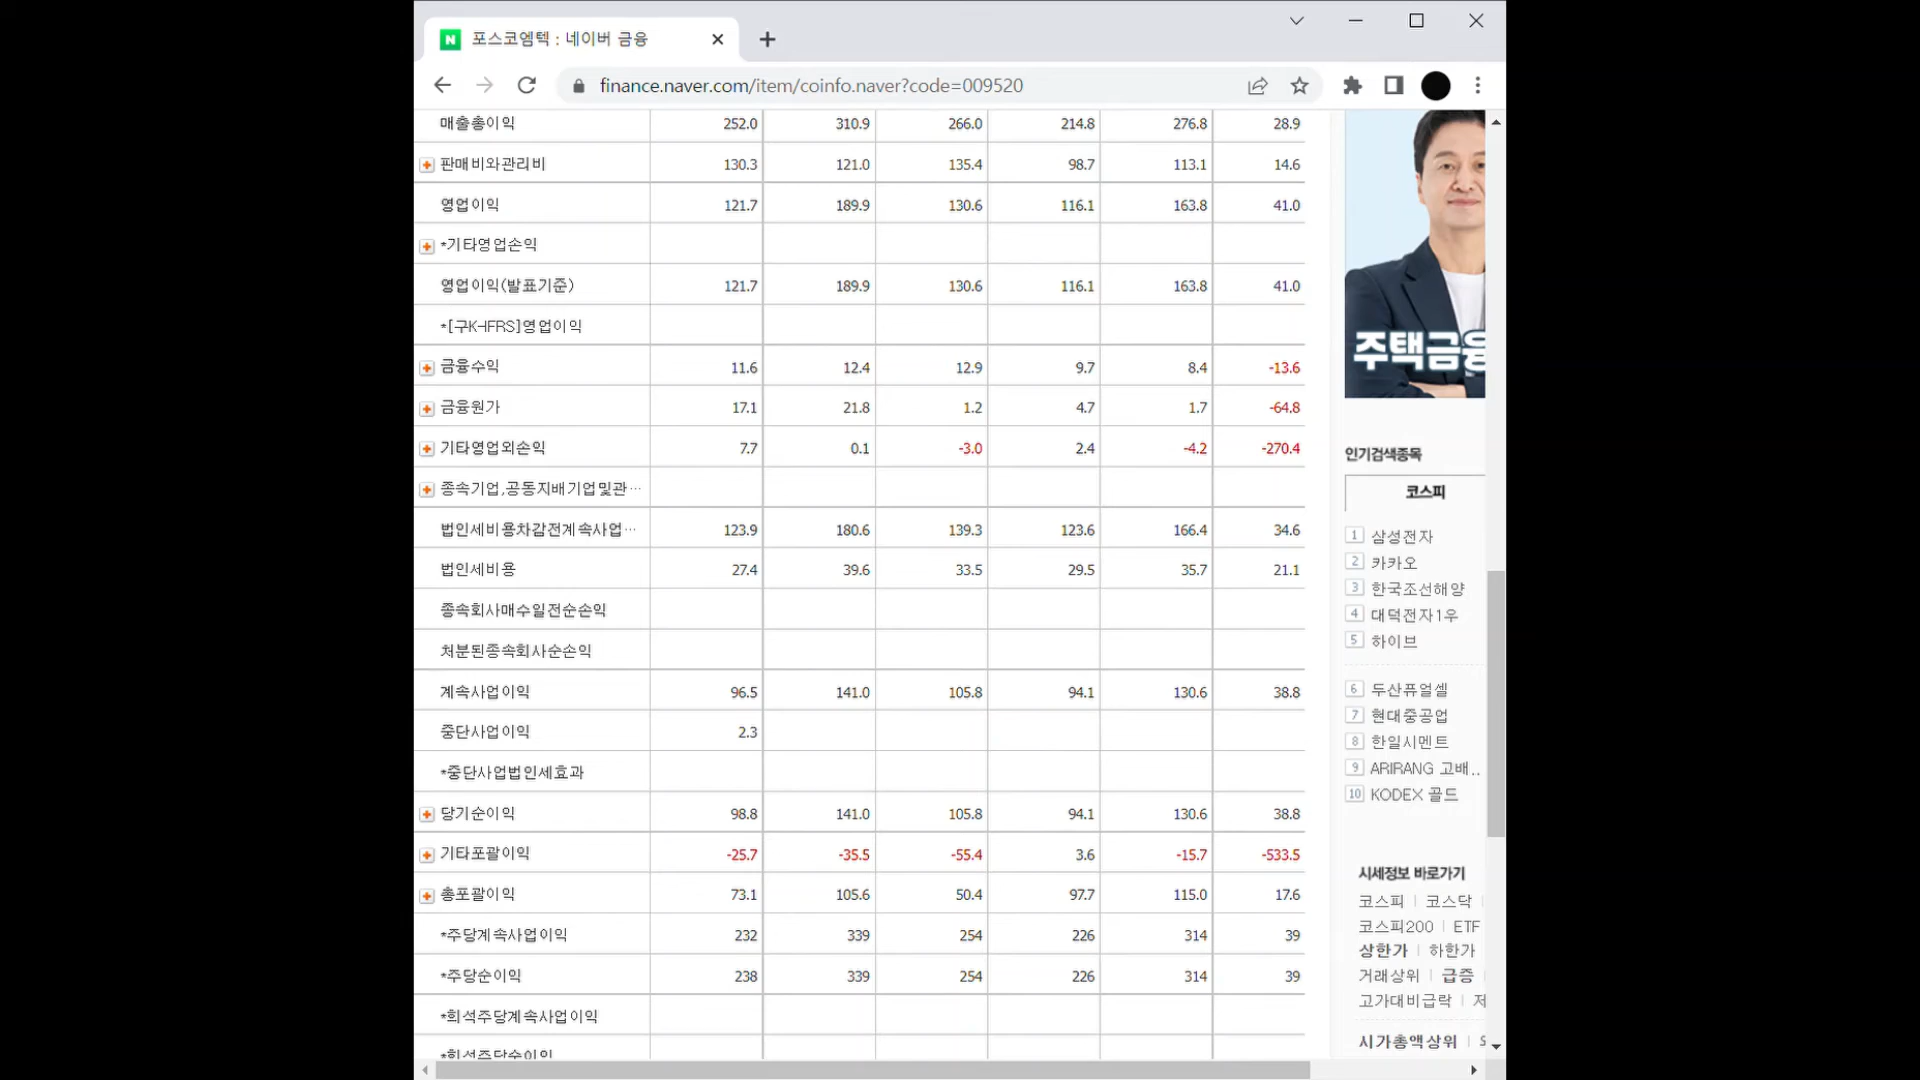 포스코엠텍 : 네이버 금융
finance.naver.com/item/coinfo.naver?code=009520
매출총이익 252.0 310.9 266.0 214.8 276.8 28.9
판매비와관리비 130.3 121.0 135.4 98.7 113.1 14.6
영업이익 121.7 189.9 130.6 116.1 163.8 41.0
*기타영업손익
영업이익(발표기준) 121.7 189.9 130.6 116.1 163.8 41.0
*[구K-IFRS]영업이익
금융수익 11.6 12.4 12.9 9.7 8.4 -13.6
금융원가 17.1 21.8 1.2 4.7 1.7 -64.8
기타영업외손익 7.7 0.1 -3.0 2.4 -4.2 -270.4
종속기업,공동지배기업및관…
법인세비용차감전계속사업… 123.9 180.6 139.3 123.6 166.4 34.6
법인세비용 27.4 39.6 33.5 29.5 35.7 21.1
종속회사매수일전순손익
처분된종속회사순손익
계속사업이익 96.5 141.0 105.8 94.1 130.6 38.8
중단사업이익 2.3
*중단사업법인세효과
당기순이익 98.8 141.0 105.8 94.1 130.6 38.8
기타포괄이익 -25.7 -35.5 -55.4 3.6 -15.7 -533.5
총포괄이익 73.1 105.6 50.4 97.7 115.0 17.6
*주당계속사업이익 232 339 254 226 314 39
*주당순이익 238 339 254 226 314 39
*희석주당계속사업이익
*희석주당순이익
주택금융
인기검색종목
코스피
1 삼성전자
2 카카오
3 한국조선해양
4 대덕전자1우
5 하이브
6 두산퓨얼셀
7 현대중공업
8 한일시멘트
9 ARIRANG 고배..
10 KODEX 골드
시세정보 바로가기
코스피 | 코스닥 |
코스피200 | ETF
상한가 | 하한가
거래상위 | 급증 |
고가대비급락 | 저
시가총액상위 | S